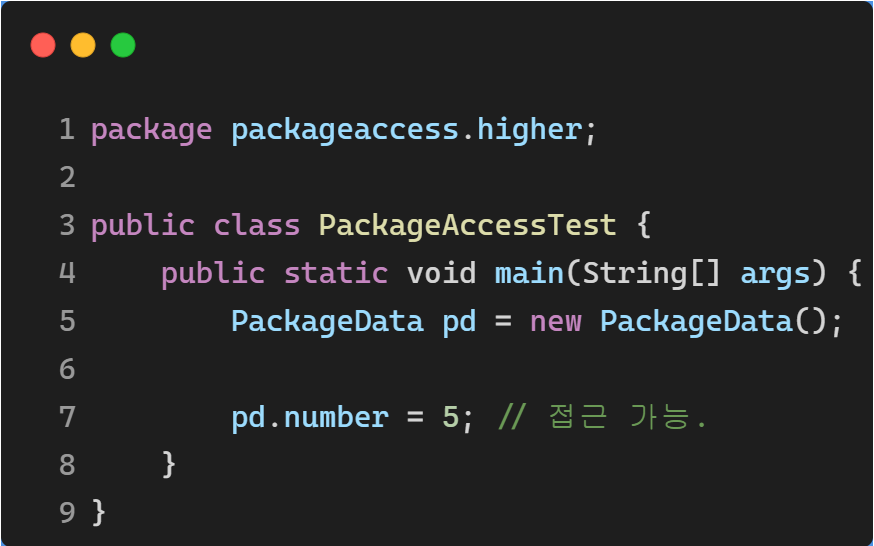 1 package packageaccess.higher;
2
3 public class PackageAccessTest {
4     public static void main(String[] args) {
5         PackageData pd = new PackageData();
6
7         pd.number = 5; // 접근 가능.
8     }
9 }